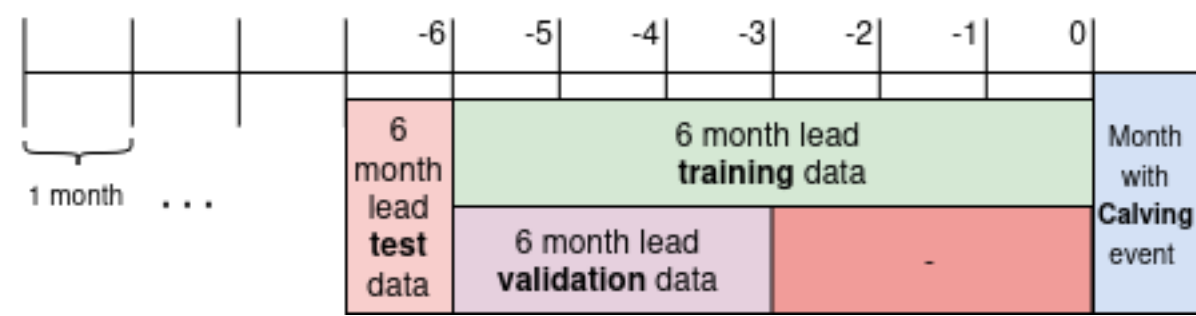 -6 -5 -4 -3 -2 -1 0
1 month ...
6
month
lead
test
data
6 month lead
training data
6 month lead
validation data
-
Month
with
Calving
event